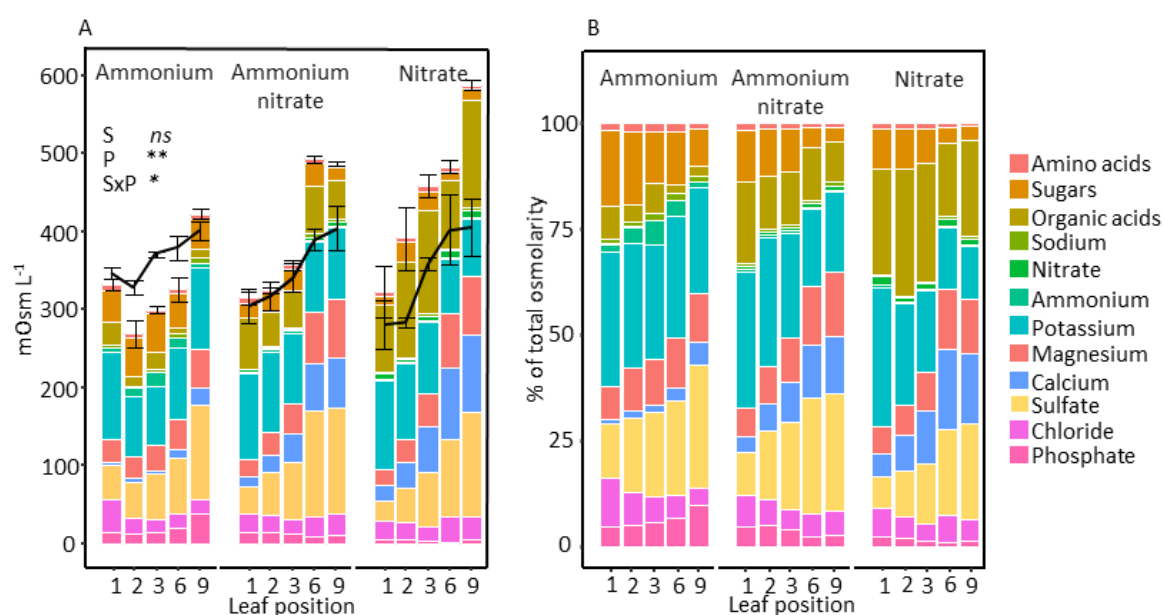 A
B
mOsm L-1
600
500
400
300
200
100
0
Ammonium
Ammonium
nitrate
Nitrate
S ns
P **
SxP *
1 2 3 6 9
1 2 3 6 9
1 2 3 6 9
Leaf position
% of total osmolarity
100
75
50
25
0
Ammonium
Ammonium
nitrate
Nitrate
1 2 3 6 9
1 2 3 6 9
1 2 3 6 9
Leaf position
Amino acids
Sugars
Organic acids
Sodium
Nitrate
Ammonium
Potassium
Magnesium
Calcium
Sulfate
Chloride
Phosphate